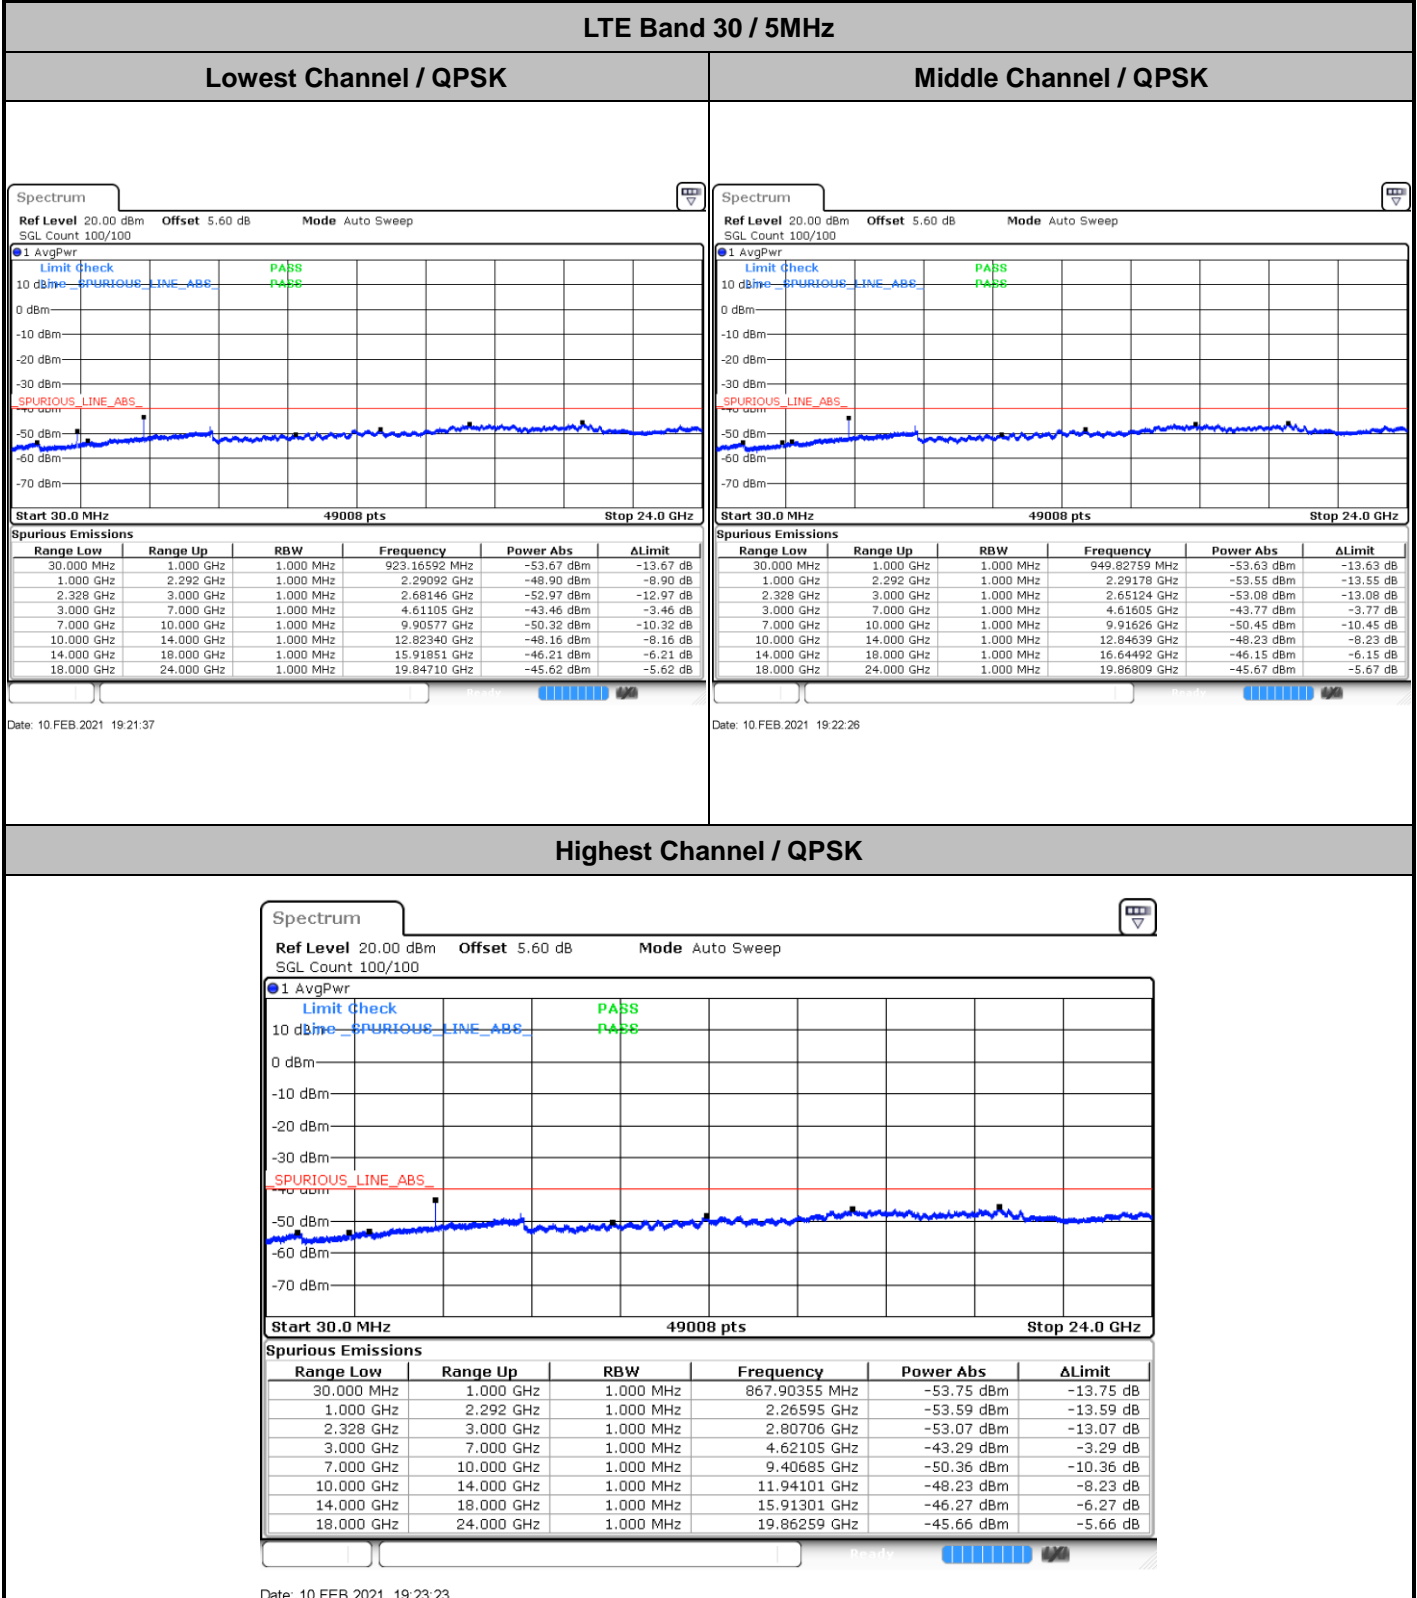 LTE Band 30 / 5MHz
Lowest Channel / QPSK
Middle Channel / QPSK
Spectrum
Ref Level 20.00 dBm Offset 5.60 dB Mode Auto Sweep
SGL Count 100/100
1 AvgPwr
Limit Check PASS
Line _SPURIOUS_LINE_ABS_ PASS
10 dBm
0 dBm
-10 dBm
-20 dBm
-30 dBm
_SPURIOUS_LINE_ABS_
-40 dBm
-50 dBm
-60 dBm
-70 dBm
Start 30.0 MHz 49008 pts Stop 24.0 GHz
Spurious Emissions
Range Low Range Up RBW Frequency Power Abs ΔLimit
30.000 MHz 1.000 GHz 1.000 MHz 923.16592 MHz -53.67 dBm -13.67 dB
1.000 GHz 2.292 GHz 1.000 MHz 2.29092 GHz -48.90 dBm -8.90 dB
2.328 GHz 3.000 GHz 1.000 MHz 2.68146 GHz -52.97 dBm -12.97 dB
3.000 GHz 7.000 GHz 1.000 MHz 4.61105 GHz -43.46 dBm -3.46 dB
7.000 GHz 10.000 GHz 1.000 MHz 9.90577 GHz -50.32 dBm -10.32 dB
10.000 GHz 14.000 GHz 1.000 MHz 12.82340 GHz -48.16 dBm -8.16 dB
14.000 GHz 18.000 GHz 1.000 MHz 15.91851 GHz -46.21 dBm -6.21 dB
18.000 GHz 24.000 GHz 1.000 MHz 19.84710 GHz -45.62 dBm -5.62 dB
Ready
Date: 10.FEB.2021 19:21:37
Spectrum
Ref Level 20.00 dBm Offset 5.60 dB Mode Auto Sweep
SGL Count 100/100
1 AvgPwr
Limit Check PASS
Line _SPURIOUS_LINE_ABS_ PASS
10 dBm
0 dBm
-10 dBm
-20 dBm
-30 dBm
_SPURIOUS_LINE_ABS_
-40 dBm
-50 dBm
-60 dBm
-70 dBm
Start 30.0 MHz 49008 pts Stop 24.0 GHz
Spurious Emissions
Range Low Range Up RBW Frequency Power Abs ΔLimit
30.000 MHz 1.000 GHz 1.000 MHz 949.82759 MHz -53.63 dBm -13.63 dB
1.000 GHz 2.292 GHz 1.000 MHz 2.29178 GHz -53.55 dBm -13.55 dB
2.328 GHz 3.000 GHz 1.000 MHz 2.65124 GHz -53.08 dBm -13.08 dB
3.000 GHz 7.000 GHz 1.000 MHz 4.61605 GHz -43.77 dBm -3.77 dB
7.000 GHz 10.000 GHz 1.000 MHz 9.91626 GHz -50.45 dBm -10.45 dB
10.000 GHz 14.000 GHz 1.000 MHz 12.84639 GHz -48.23 dBm -8.23 dB
14.000 GHz 18.000 GHz 1.000 MHz 16.64492 GHz -46.15 dBm -6.15 dB
18.000 GHz 24.000 GHz 1.000 MHz 19.86809 GHz -45.67 dBm -5.67 dB
Ready
Date: 10.FEB.2021 19:22:26
Highest Channel / QPSK
Spectrum
Ref Level 20.00 dBm Offset 5.60 dB Mode Auto Sweep
SGL Count 100/100
1 AvgPwr
Limit Check PASS
Line _SPURIOUS_LINE_ABS_ PASS
10 dBm
0 dBm
-10 dBm
-20 dBm
-30 dBm
_SPURIOUS_LINE_ABS_
-40 dBm
-50 dBm
-60 dBm
-70 dBm
Start 30.0 MHz 49008 pts Stop 24.0 GHz
Spurious Emissions
Range Low Range Up RBW Frequency Power Abs ΔLimit
30.000 MHz 1.000 GHz 1.000 MHz 867.90355 MHz -53.75 dBm -13.75 dB
1.000 GHz 2.292 GHz 1.000 MHz 2.26595 GHz -53.59 dBm -13.59 dB
2.328 GHz 3.000 GHz 1.000 MHz 2.80706 GHz -53.07 dBm -13.07 dB
3.000 GHz 7.000 GHz 1.000 MHz 4.62105 GHz -43.29 dBm -3.29 dB
7.000 GHz 10.000 GHz 1.000 MHz 9.40685 GHz -50.36 dBm -10.36 dB
10.000 GHz 14.000 GHz 1.000 MHz 11.94101 GHz -48.23 dBm -8.23 dB
14.000 GHz 18.000 GHz 1.000 MHz 15.91301 GHz -46.27 dBm -6.27 dB
18.000 GHz 24.000 GHz 1.000 MHz 19.86259 GHz -45.66 dBm -5.66 dB
Ready
Date: 10.FEB.2021 19:23:23